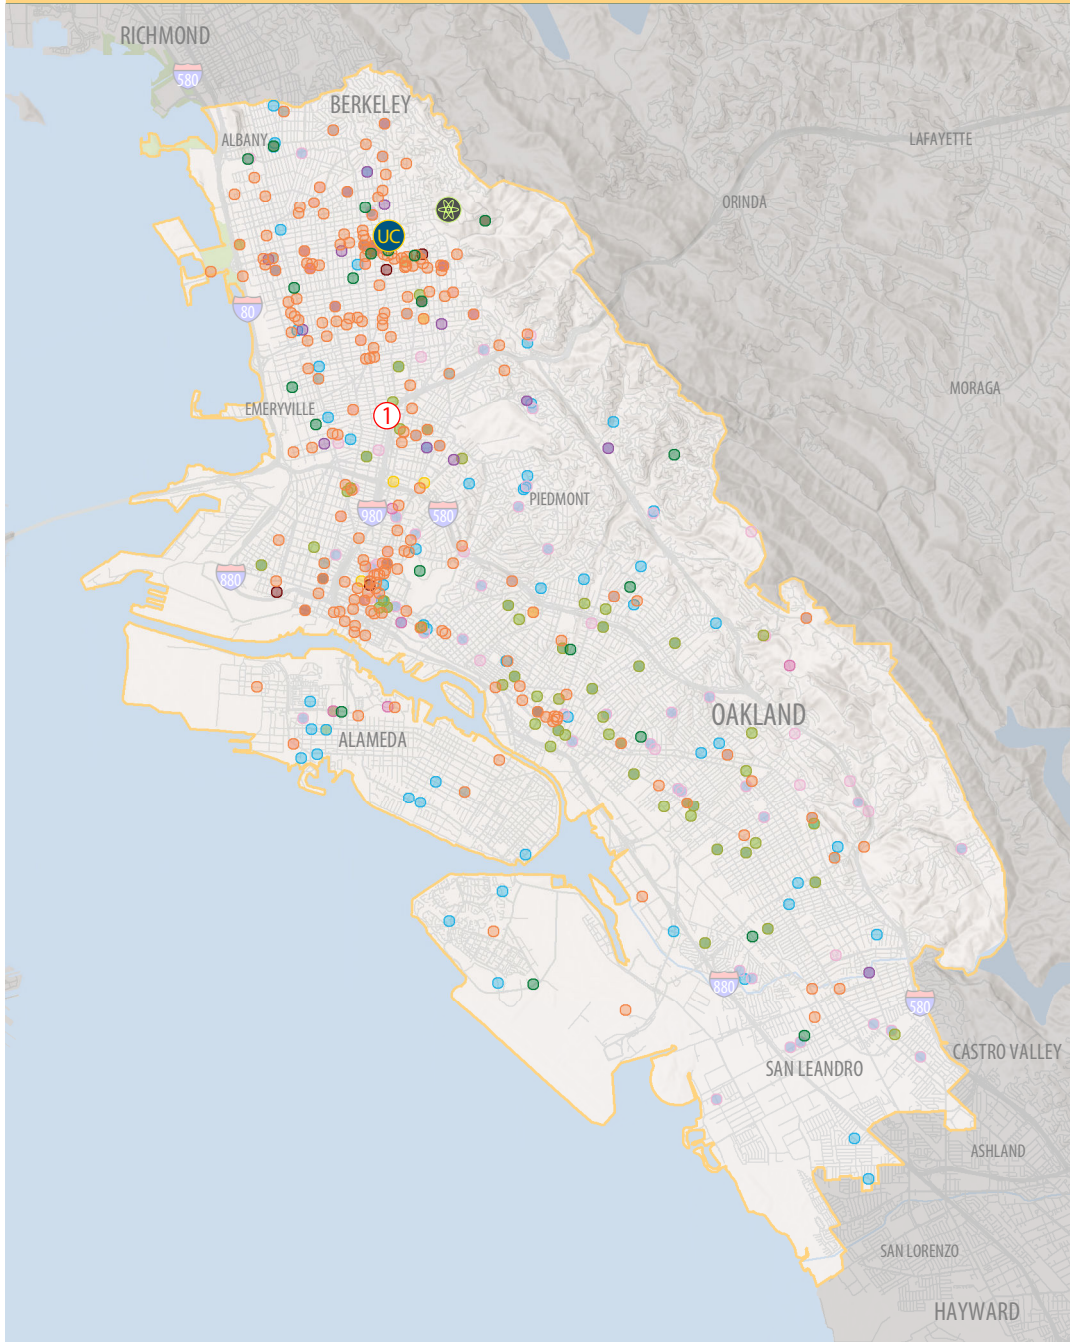 RICHMOND
580
BERKELEY
ALBANY
LAFAYETTE
ORINDA
UC
80
MORAGA
EMERYVILLE
1
PIEDMONT
980
580
880
OAKLAND
ALAMEDA
880
580
CASTRO VALLEY
SAN LEANDRO
ASHLAND
SAN LORENZO
HAYWARD